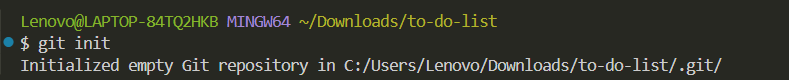 Lenovo@LAPTOP-84TQ2HKB MINGW64 ~/Downloads/to-do-list
$ git init
Initialized empty Git repository in C:/Users/Lenovo/Downloads/to-do-list/.git/